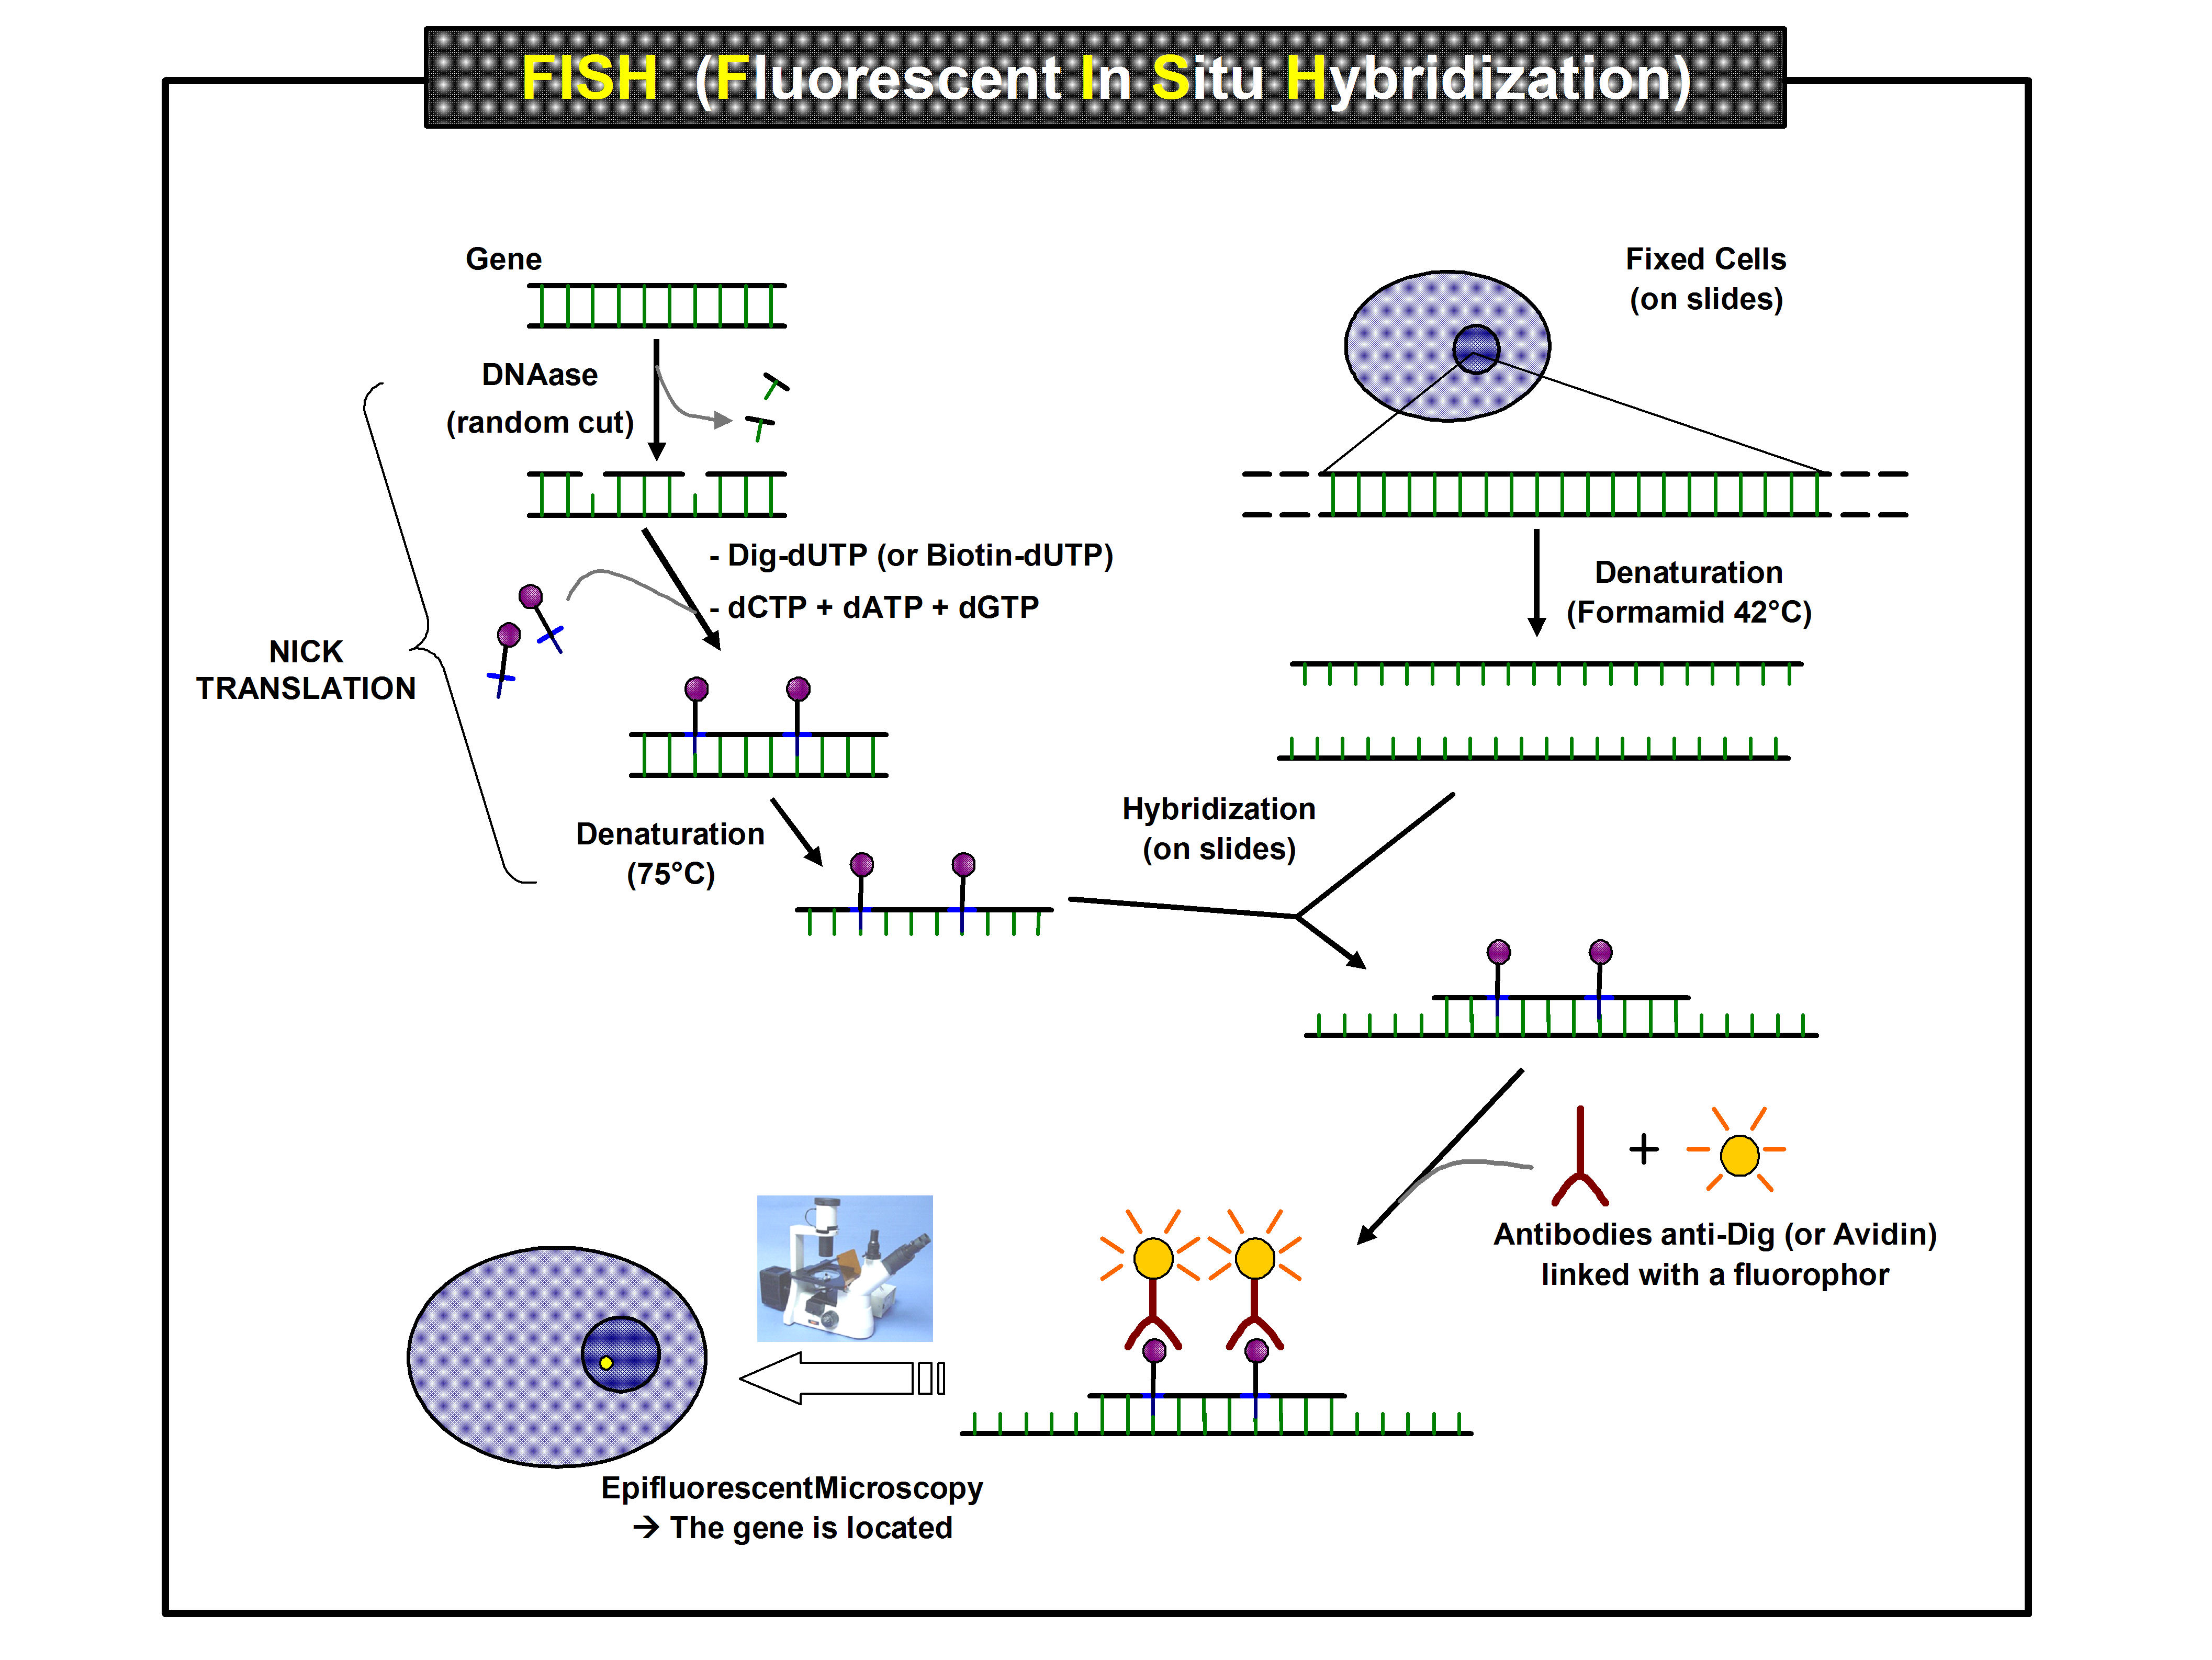 FISH (Fluorescent In Situ Hybridization)
Gene
DNAase
(random cut)
- Dig-dUTP (or Biotin-dUTP)
- dCTP + dATP + dGTP
NICK
TRANSLATION
Denaturation
(75°C)
Fixed Cells
(on slides)
Denaturation
(Formamid 42°C)
Hybridization
(on slides)
+
Antibodies anti-Dig (or Avidin)
linked with a fluorophor
EpifluorescentMicroscopy
→ The gene is located